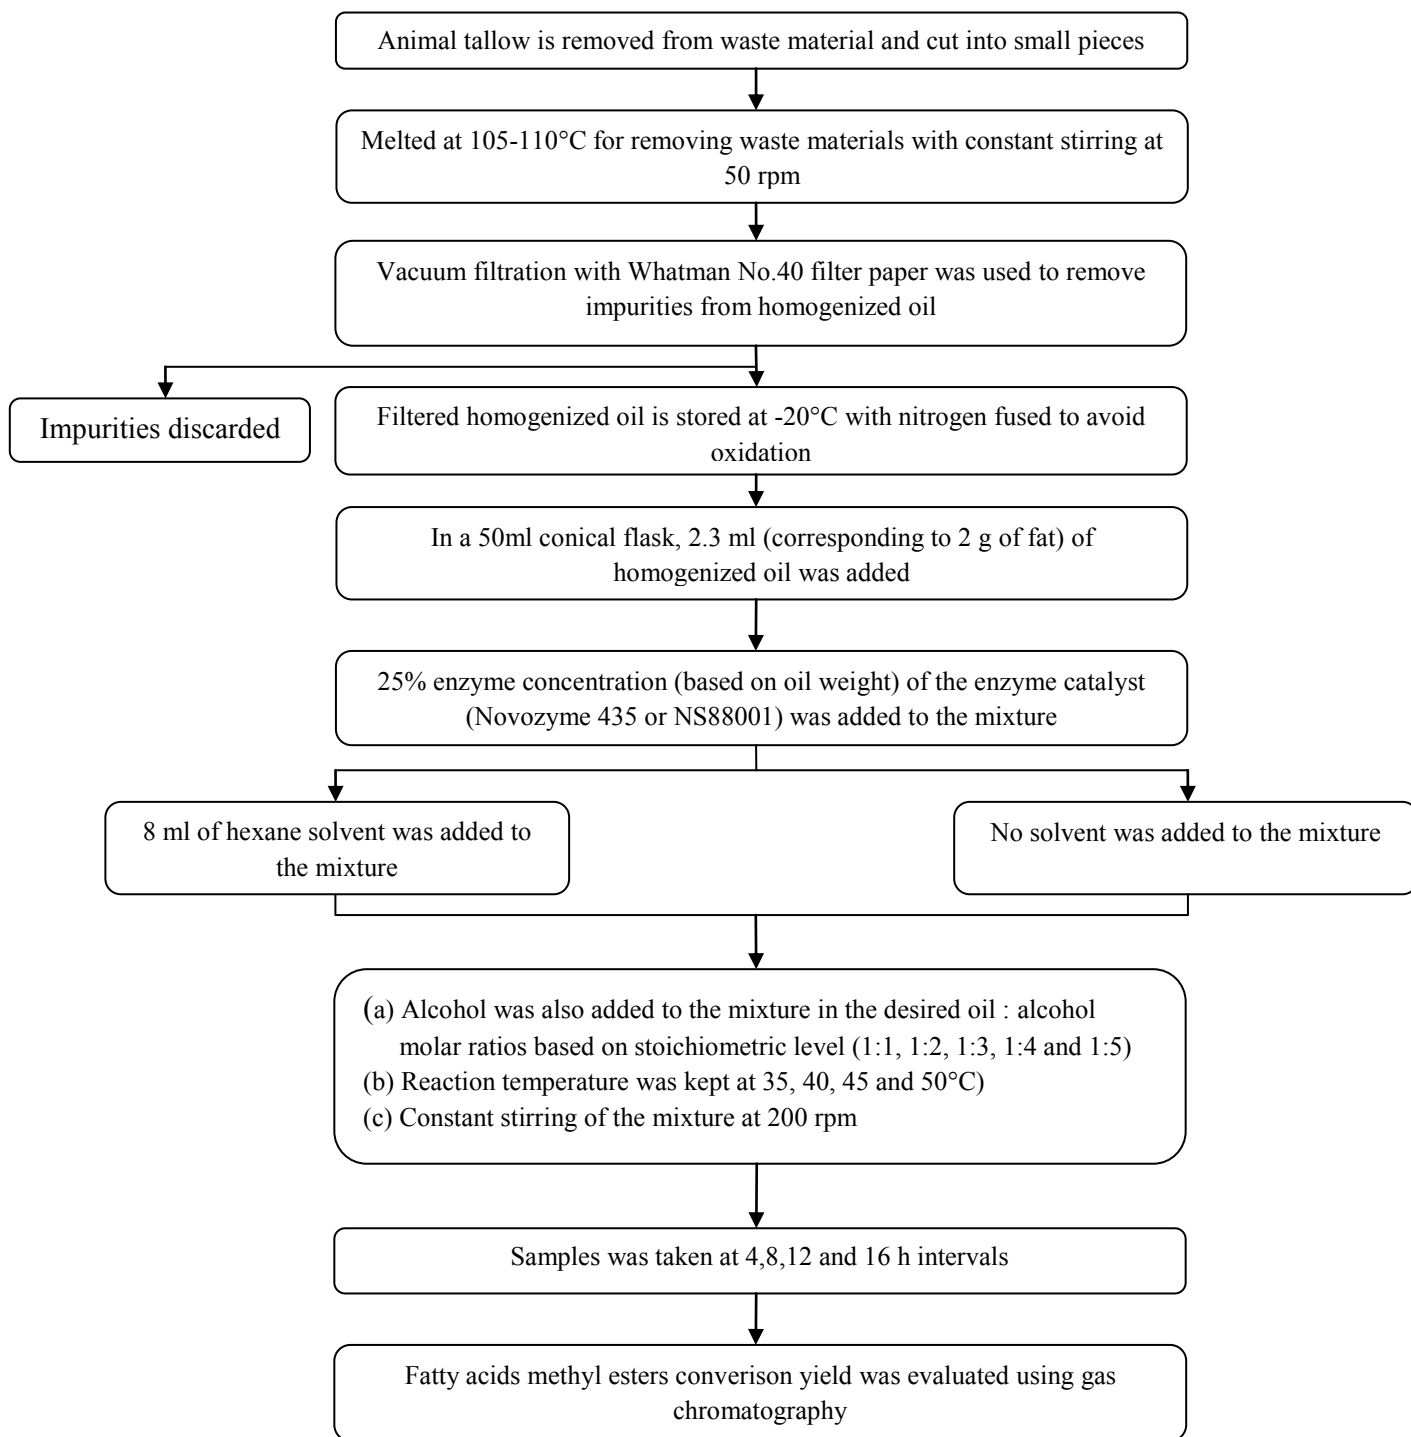 Animal tallow is removed from waste material and cut into small pieces
Melted at 105-110°C for removing waste materials with constant stirring at
50 rpm
Vacuum filtration with Whatman No.40 filter paper was used to remove
impurities from homogenized oil
Impurities discarded
Filtered homogenized oil is stored at -20°C with nitrogen fused to avoid
oxidation
In a 50ml conical flask, 2.3 ml (corresponding to 2 g of fat) of
homogenized oil was added
25% enzyme concentration (based on oil weight) of the enzyme catalyst
(Novozyme 435 or NS88001) was added to the mixture
8 ml of hexane solvent was added to
the mixture
No solvent was added to the mixture
(a) Alcohol was also added to the mixture in the desired oil : alcohol
molar ratios based on stoichiometric level (1:1, 1:2, 1:3, 1:4 and 1:5)
(b) Reaction temperature was kept at 35, 40, 45 and 50°C)
(c) Constant stirring of the mixture at 200 rpm
Samples was taken at 4,8,12 and 16 h intervals
Fatty acids methyl esters converison yield was evaluated using gas
chromatography